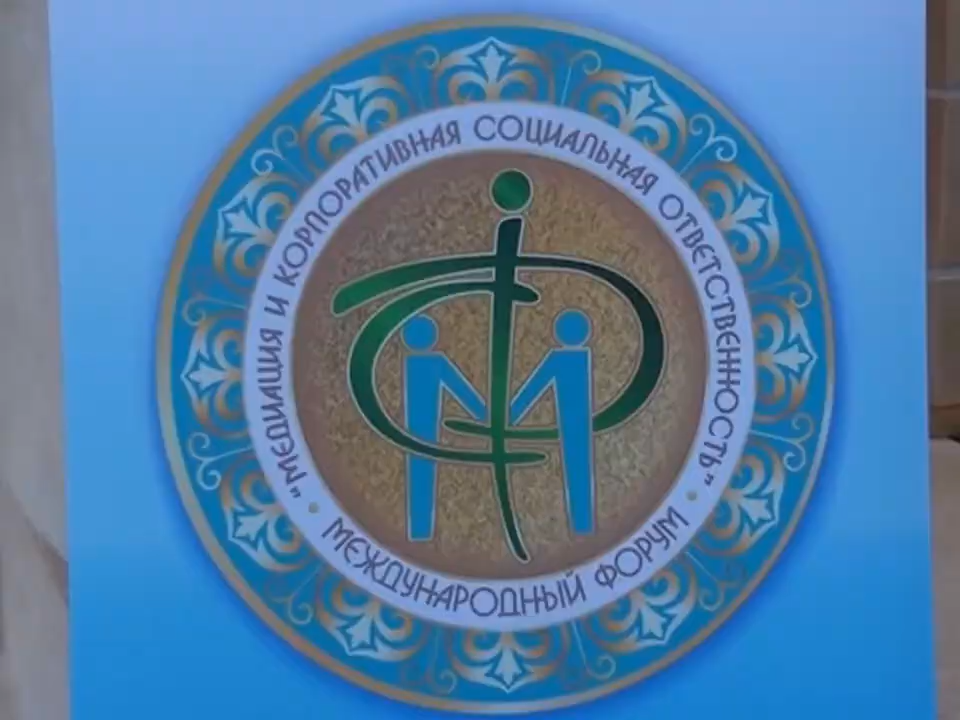 "МЕДИАЦИЯ И КОРПОРАТИВНАЯ СОЦИАЛЬНАЯ ОТВЕТСТВЕННОСТЬ"
МЕЖДУНАРОДНЫЙ ФОРУМ